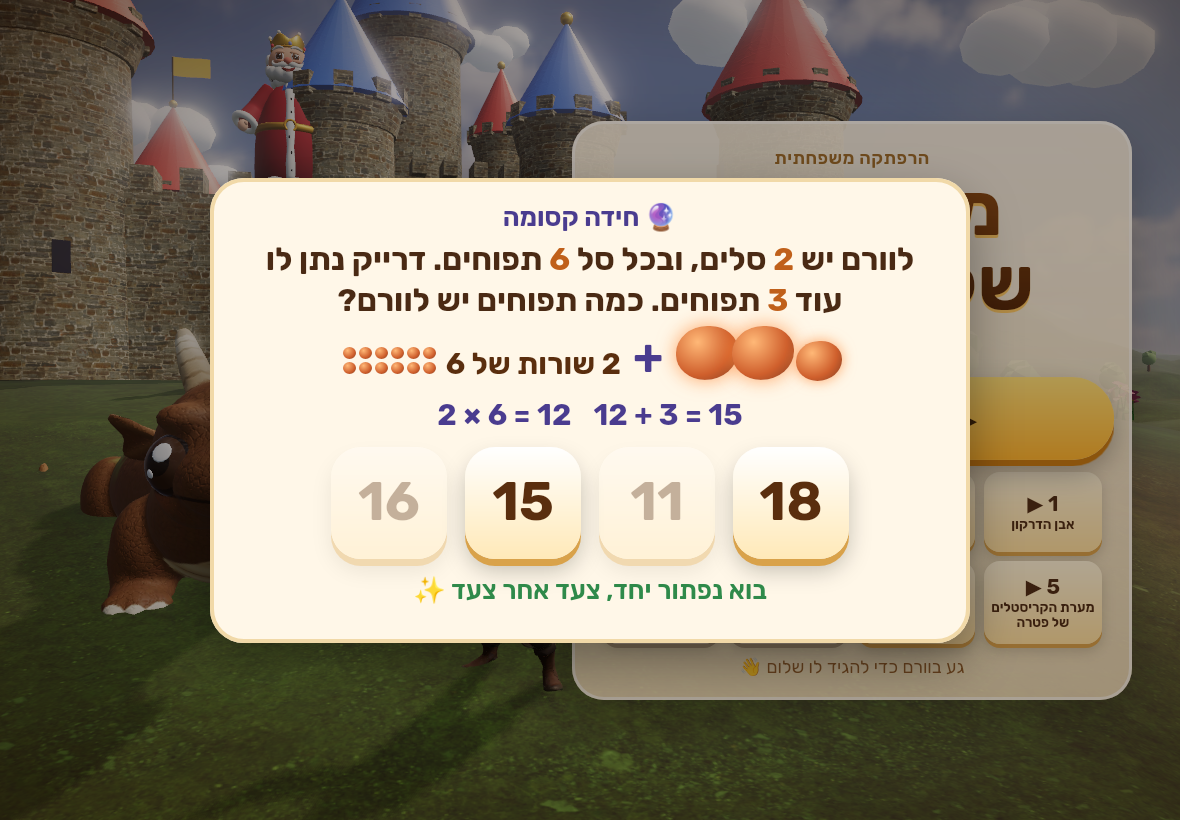 הרפתקה משפחתית
🔮 חידה קסומה
לוורם יש 2 סלים, ובכל סל 6 תפוחים. דרייק נתן לו
עוד 3 תפוחים. כמה תפוחים יש לוורם?
+ 2 שורות של 6
2 × 6 = 12 12 + 3 = 15
16 15 11 18
בוא נפתור יחד, צעד אחר צעד ✨
1 ▶
אבן הדרקון
5 ▶
מערת הקריסטלים
של פטרה
גע בוורם כדי להגיד לו שלום 👋